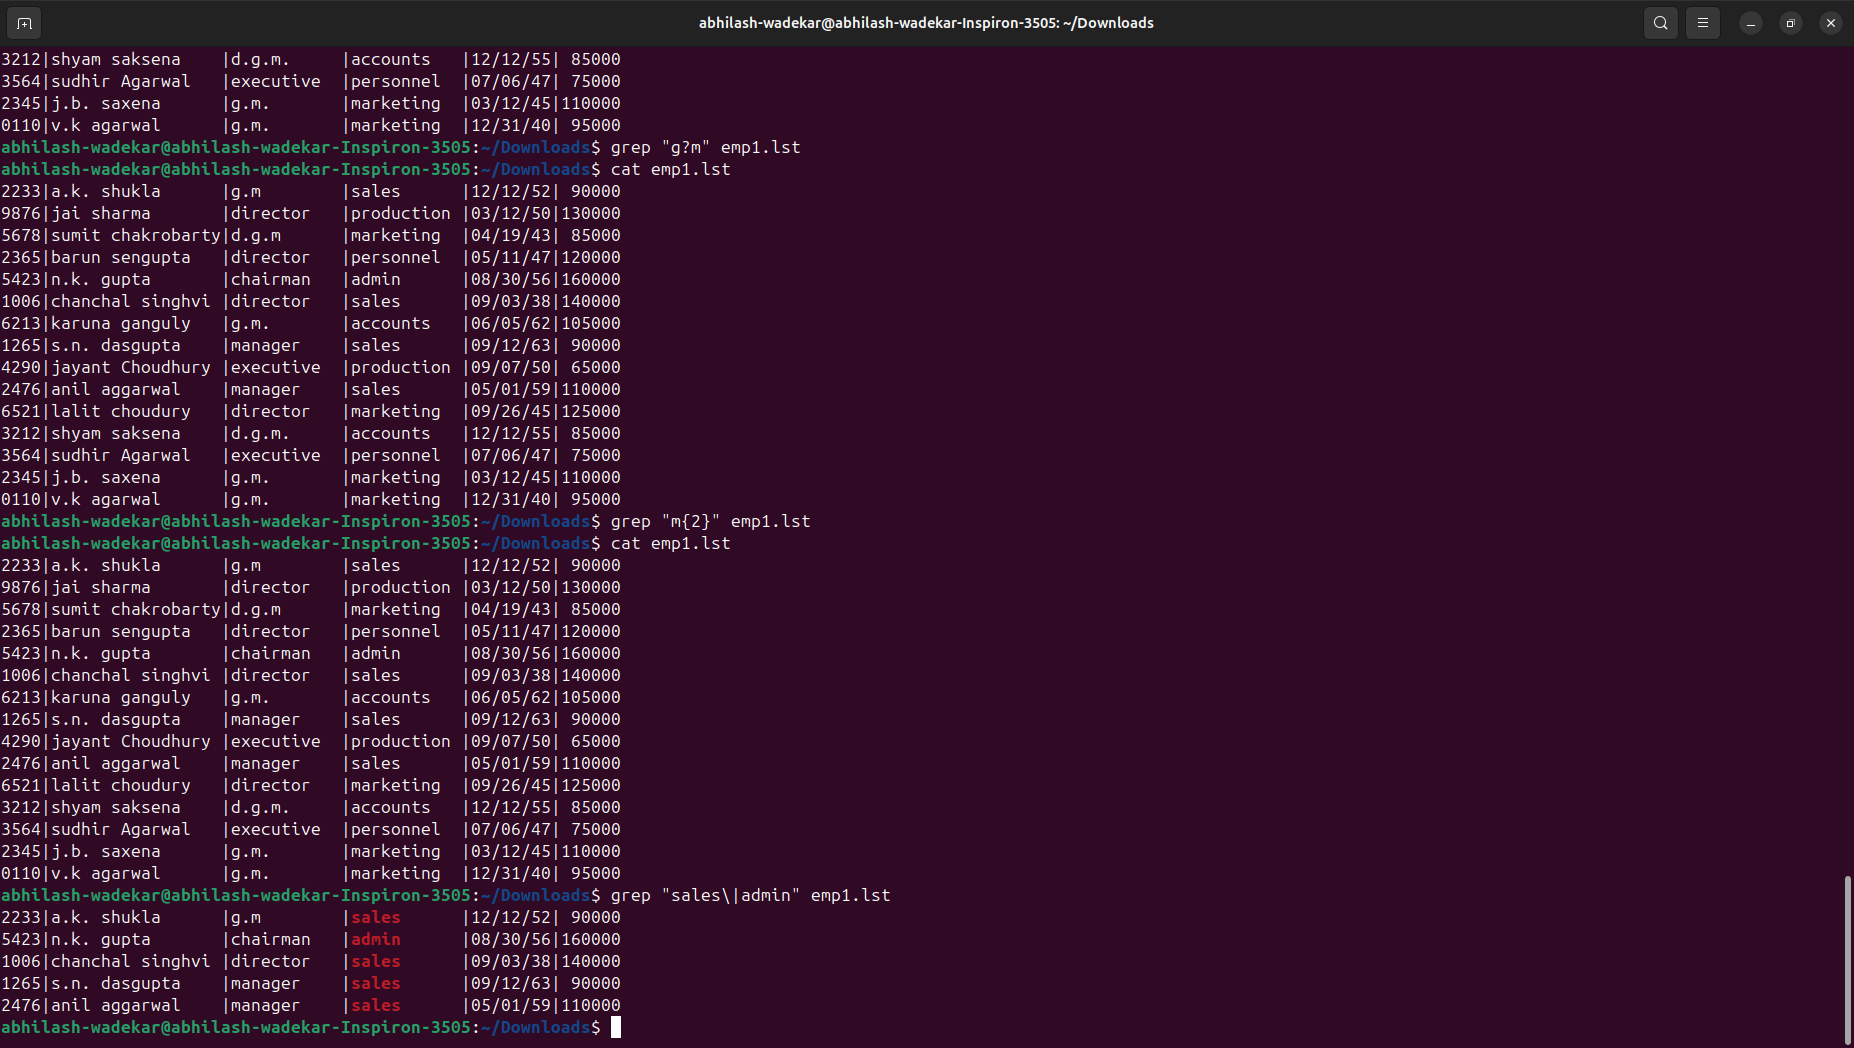 abhilash-wadekar@abhilash-wadekar-Inspiron-3505: ~/Downloads
3212|shyam saksena    |d.g.m.     |accounts   |12/12/55| 85000
3564|sudhir Agarwal   |executive  |personnel  |07/06/47| 75000
2345|j.b. saxena      |g.m.       |marketing  |03/12/45|110000
0110|v.k agarwal      |g.m.       |marketing  |12/31/40| 95000
abhilash-wadekar@abhilash-wadekar-Inspiron-3505:~/Downloads$ grep "g?m" emp1.lst
abhilash-wadekar@abhilash-wadekar-Inspiron-3505:~/Downloads$ cat emp1.lst
2233|a.k. shukla      |g.m        |sales      |12/12/52| 90000
9876|jai sharma       |director   |production |03/12/50|130000
5678|sumit chakrobarty|d.g.m      |marketing  |04/19/43| 85000
2365|barun sengupta   |director   |personnel  |05/11/47|120000
5423|n.k. gupta       |chairman   |admin      |08/30/56|160000
1006|chanchal singhvi |director   |sales      |09/03/38|140000
6213|karuna ganguly   |g.m.       |accounts   |06/05/62|105000
1265|s.n. dasgupta    |manager    |sales      |09/12/63| 90000
4290|jayant Choudhury |executive  |production |09/07/50| 65000
2476|anil aggarwal    |manager    |sales      |05/01/59|110000
6521|lalit choudury   |director   |marketing  |09/26/45|125000
3212|shyam saksena    |d.g.m.     |accounts   |12/12/55| 85000
3564|sudhir Agarwal   |executive  |personnel  |07/06/47| 75000
2345|j.b. saxena      |g.m.       |marketing  |03/12/45|110000
0110|v.k agarwal      |g.m.       |marketing  |12/31/40| 95000
abhilash-wadekar@abhilash-wadekar-Inspiron-3505:~/Downloads$ grep "m{2}" emp1.lst
abhilash-wadekar@abhilash-wadekar-Inspiron-3505:~/Downloads$ cat emp1.lst
2233|a.k. shukla      |g.m        |sales      |12/12/52| 90000
9876|jai sharma       |director   |production |03/12/50|130000
5678|sumit chakrobarty|d.g.m      |marketing  |04/19/43| 85000
2365|barun sengupta   |director   |personnel  |05/11/47|120000
5423|n.k. gupta       |chairman   |admin      |08/30/56|160000
1006|chanchal singhvi |director   |sales      |09/03/38|140000
6213|karuna ganguly   |g.m.       |accounts   |06/05/62|105000
1265|s.n. dasgupta    |manager    |sales      |09/12/63| 90000
4290|jayant Choudhury |executive  |production |09/07/50| 65000
2476|anil aggarwal    |manager    |sales      |05/01/59|110000
6521|lalit choudury   |director   |marketing  |09/26/45|125000
3212|shyam saksena    |d.g.m.     |accounts   |12/12/55| 85000
3564|sudhir Agarwal   |executive  |personnel  |07/06/47| 75000
2345|j.b. saxena      |g.m.       |marketing  |03/12/45|110000
0110|v.k agarwal      |g.m.       |marketing  |12/31/40| 95000
abhilash-wadekar@abhilash-wadekar-Inspiron-3505:~/Downloads$ grep "sales\|admin" emp1.lst
2233|a.k. shukla      |g.m        |sales      |12/12/52| 90000
5423|n.k. gupta       |chairman   |admin      |08/30/56|160000
1006|chanchal singhvi |director   |sales      |09/03/38|140000
1265|s.n. dasgupta    |manager    |sales      |09/12/63| 90000
2476|anil aggarwal    |manager    |sales      |05/01/59|110000
abhilash-wadekar@abhilash-wadekar-Inspiron-3505:~/Downloads$